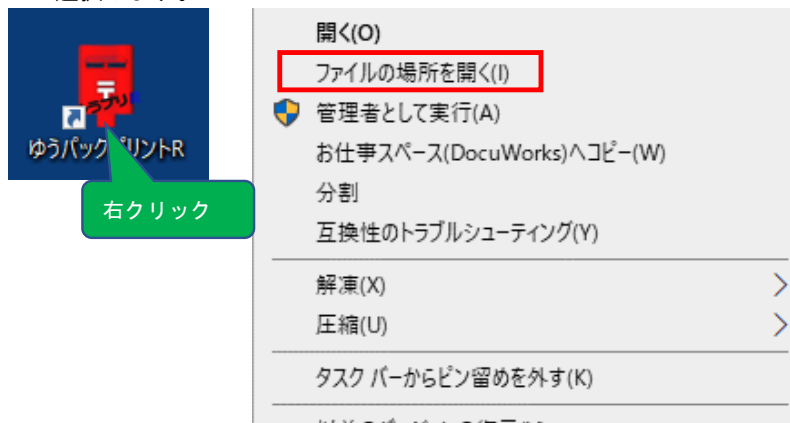 ゆうパックプリントR
右クリック
開く(O)
ファイルの場所を開く(I)
管理者として実行(A)
お仕事スペース(DocuWorks)へコピー(W)
分割
互換性のトラブルシューティング(Y)
解凍(X)
圧縮(U)
タスク バーからピン留めを外す(K)